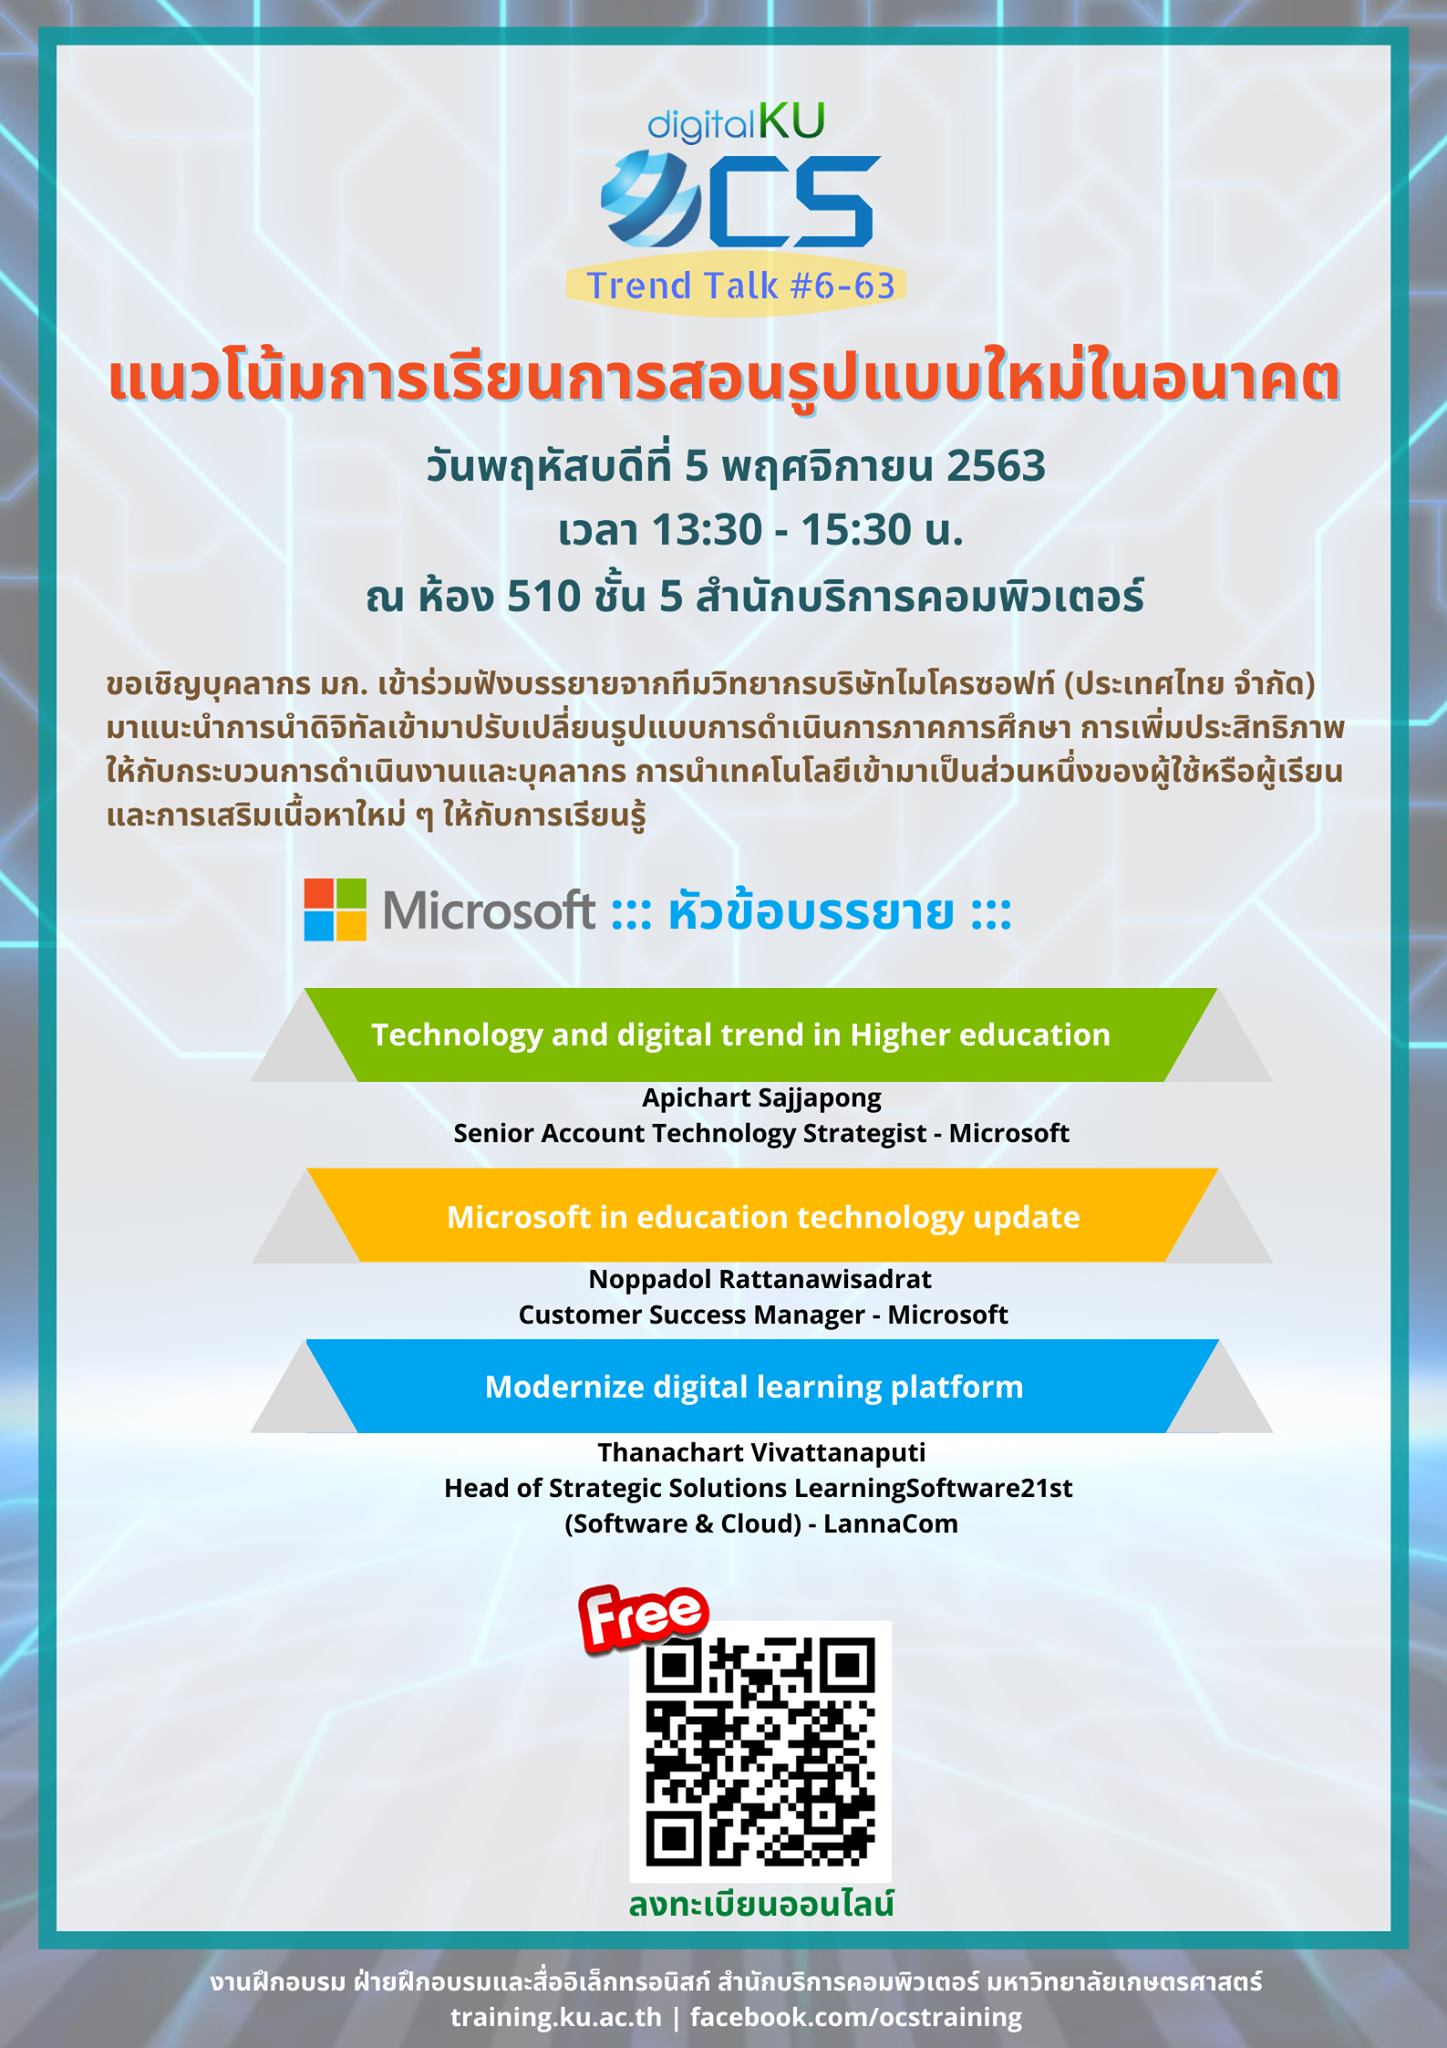 digitalKU
OCS
Trend Talk #6-63
แนวโน้มการเรียนการสอนรูปแบบใหม่ในอนาคต
วันพฤหัสบดีที่ 5 พฤศจิกายน 2563
เวลา 13:30 - 15:30 น.
ณ ห้อง 510 ชั้น 5 สำนักบริการคอมพิวเตอร์
ขอเชิญบุคลากร มก. เข้าร่วมฟังบรรยายจากทีมวิทยากรบริษัทไมโครซอฟท์ (ประเทศไทย จำกัด)
มาแนะนำการนำดิจิทัลเข้ามาปรับเปลี่ยนรูปแบบการดำเนินการภาคการศึกษา การเพิ่มประสิทธิภาพ
ให้กับกระบวนการดำเนินงานและบุคลากร การนำเทคโนโลยีเข้ามาเป็นส่วนหนึ่งของผู้ใช้หรือผู้เรียน
และการเสริมเนื้อหาใหม่ ๆ ให้กับการเรียนรู้
Microsoft ::: หัวข้อบรรยาย :::
Technology and digital trend in Higher education
Apichart Sajjapong
Senior Account Technology Strategist - Microsoft
Microsoft in education technology update
Noppadol Rattanawisadrat
Customer Success Manager - Microsoft
Modernize digital learning platform
Thanachart Vivattanaputi
Head of Strategic Solutions LearningSoftware21st
(Software & Cloud) - LannaCom
Free
ลงทะเบียนออนไลน์
งานฝึกอบรม ฝ่ายฝึกอบรมและสื่ออิเล็กทรอนิสก์ สำนักบริการคอมพิวเตอร์ มหาวิทยาลัยเกษตรศาสตร์
training.ku.ac.th | facebook.com/ocstraining